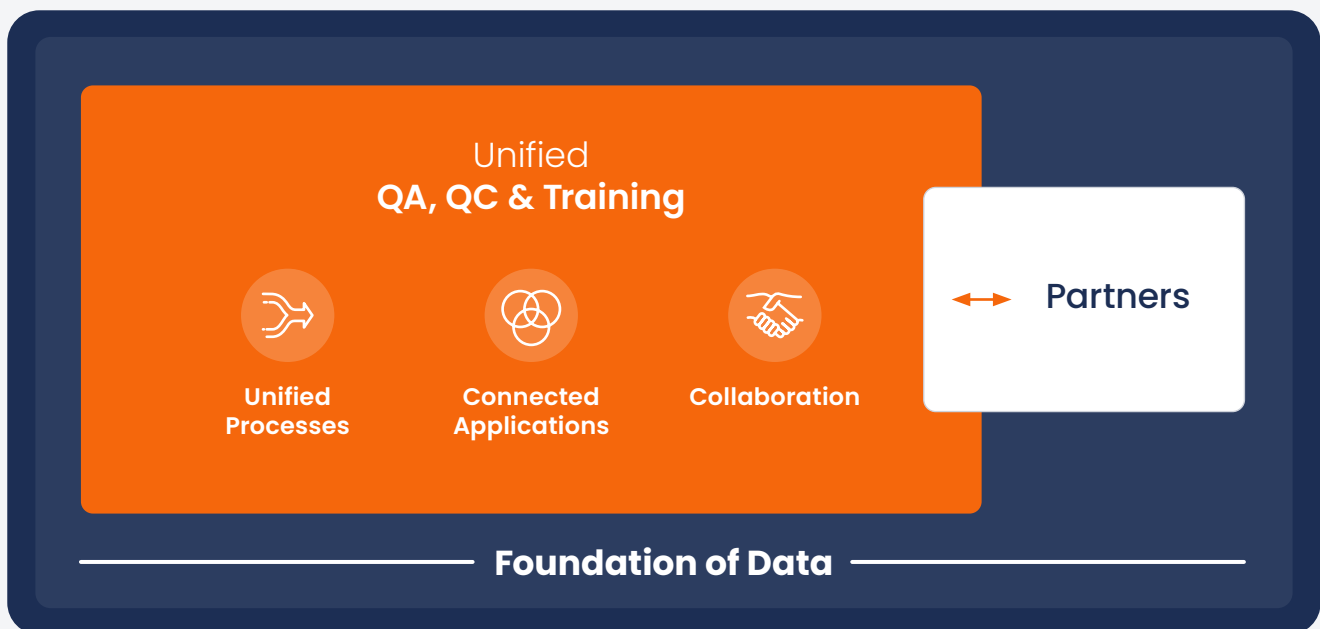 Unified
QA, QC & Training
Unified
Processes
Connected
Applications
Collaboration
Partners
Foundation of Data